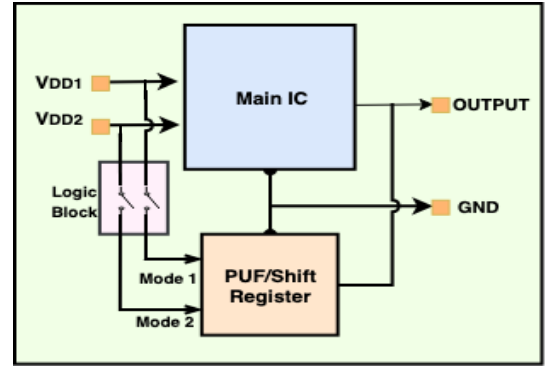 VDD1
VDD2
Main IC
OUTPUT
Logic
Block
GND
Mode 1
PUF/Shift
Register
Mode 2